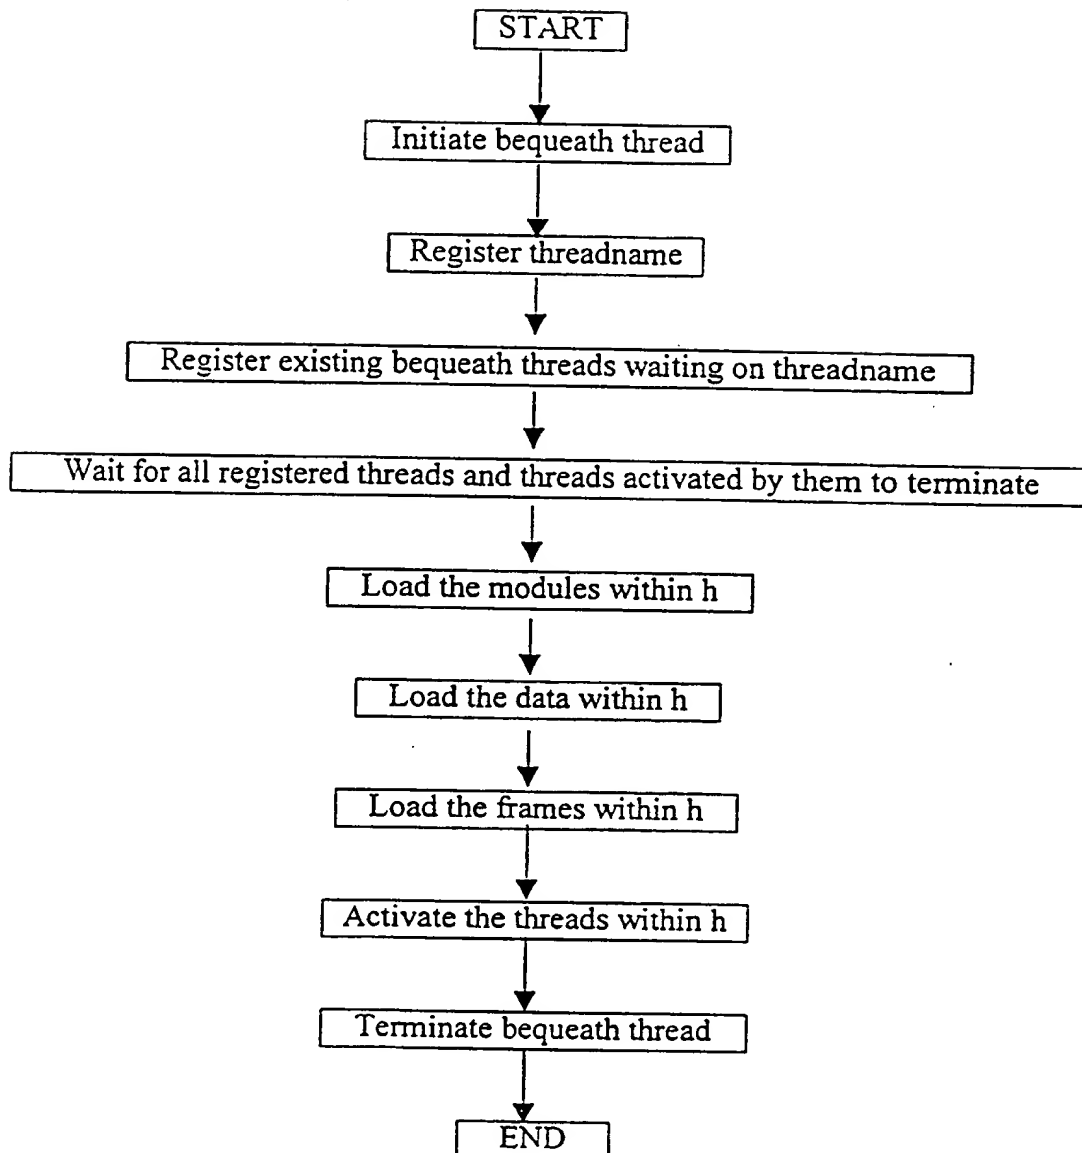 START
Initiate bequeath thread
Register threadname
Register existing bequeath threads waiting on threadname
Wait for all registered threads and threads activated by them to terminate
Load the modules within h
Load the data within h
Load the frames within h
Activate the threads within h
Terminate bequeath thread
END